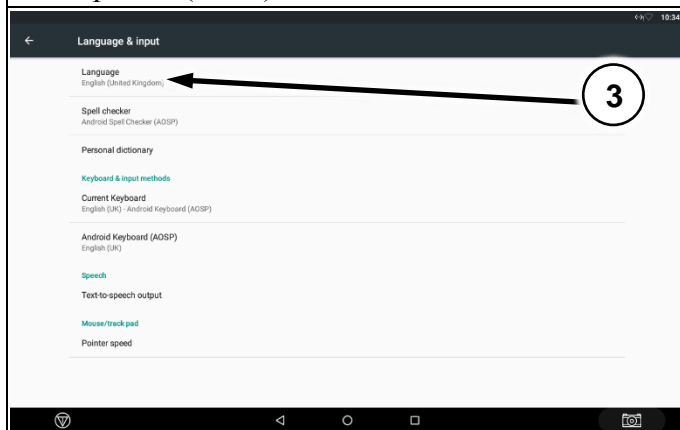 10:34
Language & input
Language
English (United Kingdom)
3
Spell checker
Android Spell Checker (AOSP)
Personal dictionary
Keyboard & input methods
Current Keyboard
English (UK) - Android Keyboard (AOSP)
Android Keyboard (AOSP)
English (UK)
Speech
Text-to-speech output
Mouse/track pad
Pointer speed